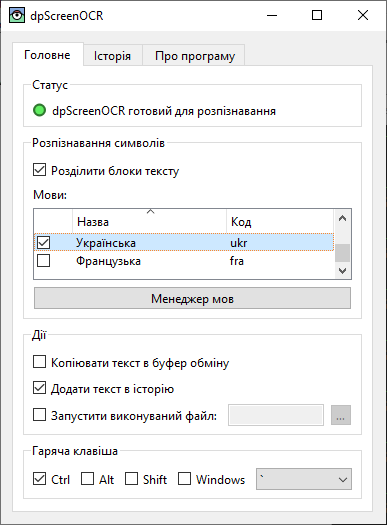 dpScreenOCR
Головне Історія Про програму
Статус
dpScreenOCR готовий для розпізнавання
Розпізнавання символів
Розділити блоки тексту
Мови:
Назва Код
Українська ukr
Французька fra
Менеджер мов
Дії
Копіювати текст в буфер обміну
Додати текст в історію
Запустити виконуваний файл: ...
Гаряча клавіша
Ctrl Alt Shift Windows `